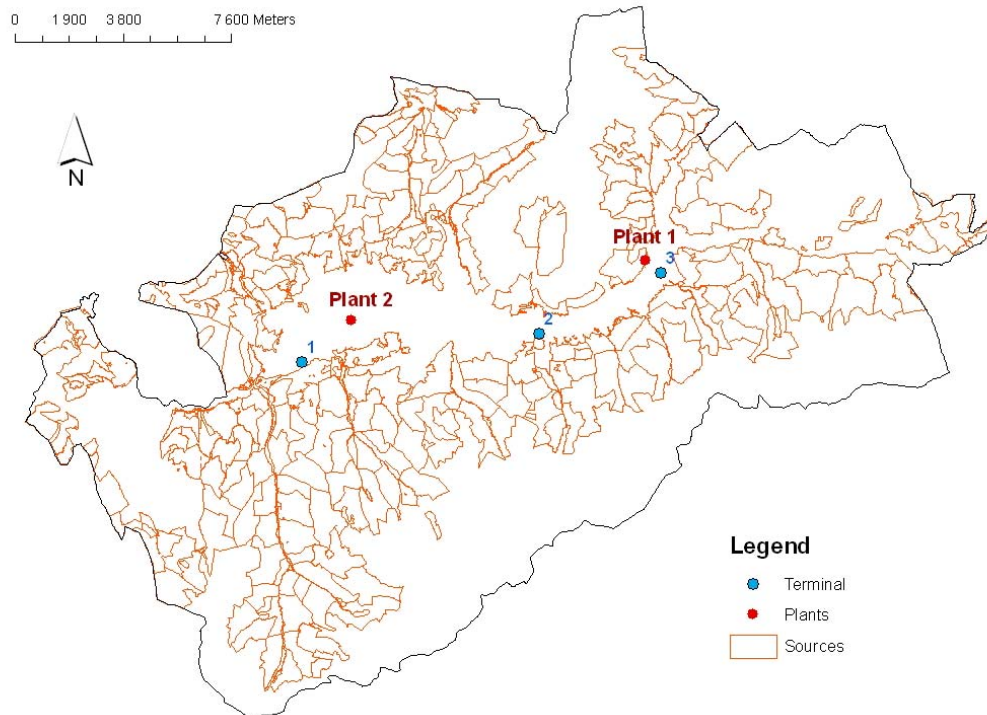 0 1 900 3 800 7 600 Meters
N
Plant 1
3
Plant 2
2
1
Legend
Terminal
Plants
Sources